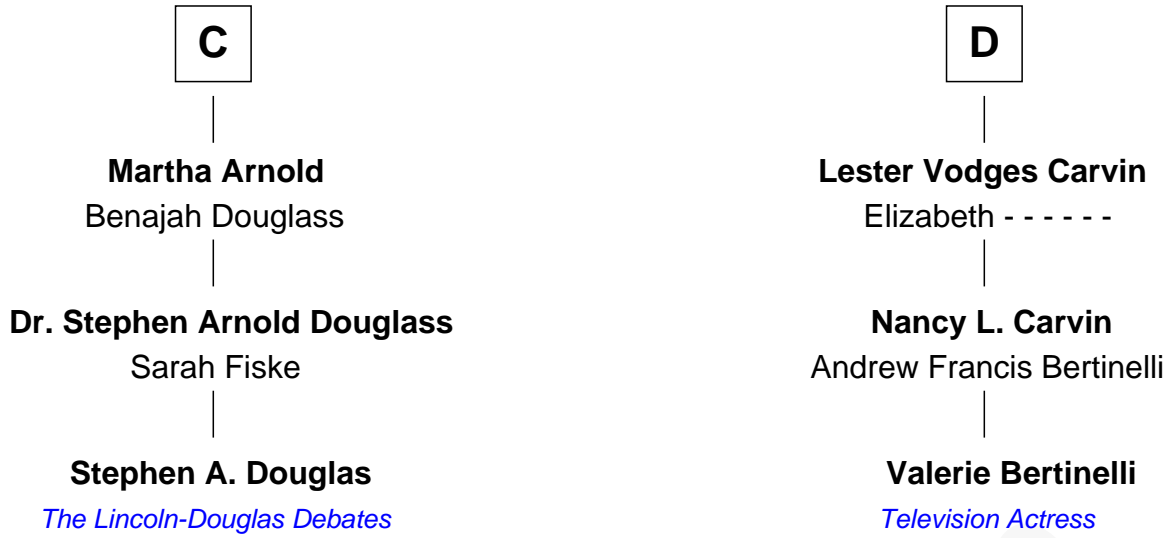 C
Martha Arnold
Benajah Douglass
Dr. Stephen Arnold Douglass
Sarah Fiske
Stephen A. Douglas
The Lincoln-Douglas Debates
D
Lester Vodges Carvin
Elizabeth - - - - - -
Nancy L. Carvin
Andrew Francis Bertinelli
Valerie Bertinelli
Television Actress